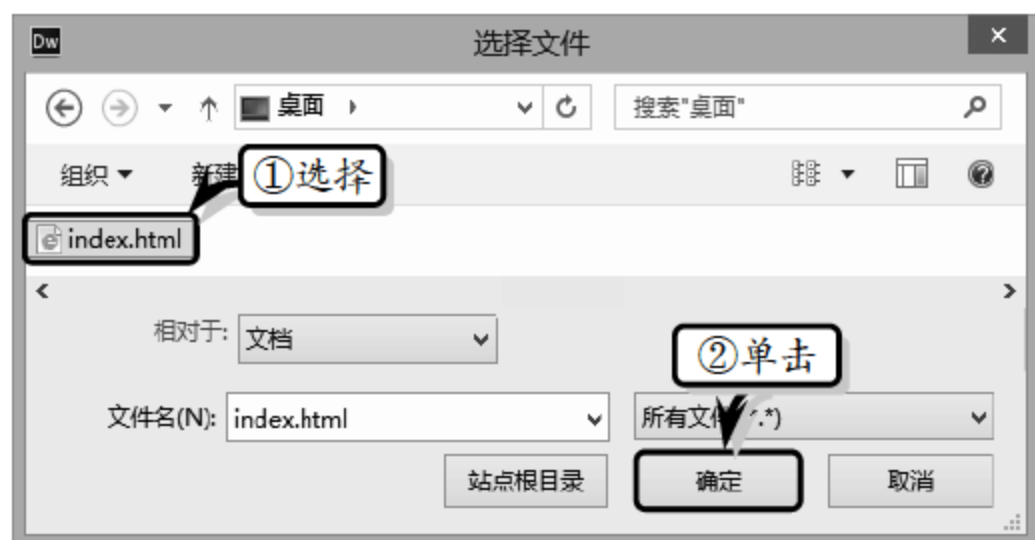 Dw 选择文件
桌面 搜索"桌面"
组织 新建 ①选择
index.html
相对于: 文档
②单击
文件名(N): index.html 所有文件 *.*)
站点根目录 确定 取消